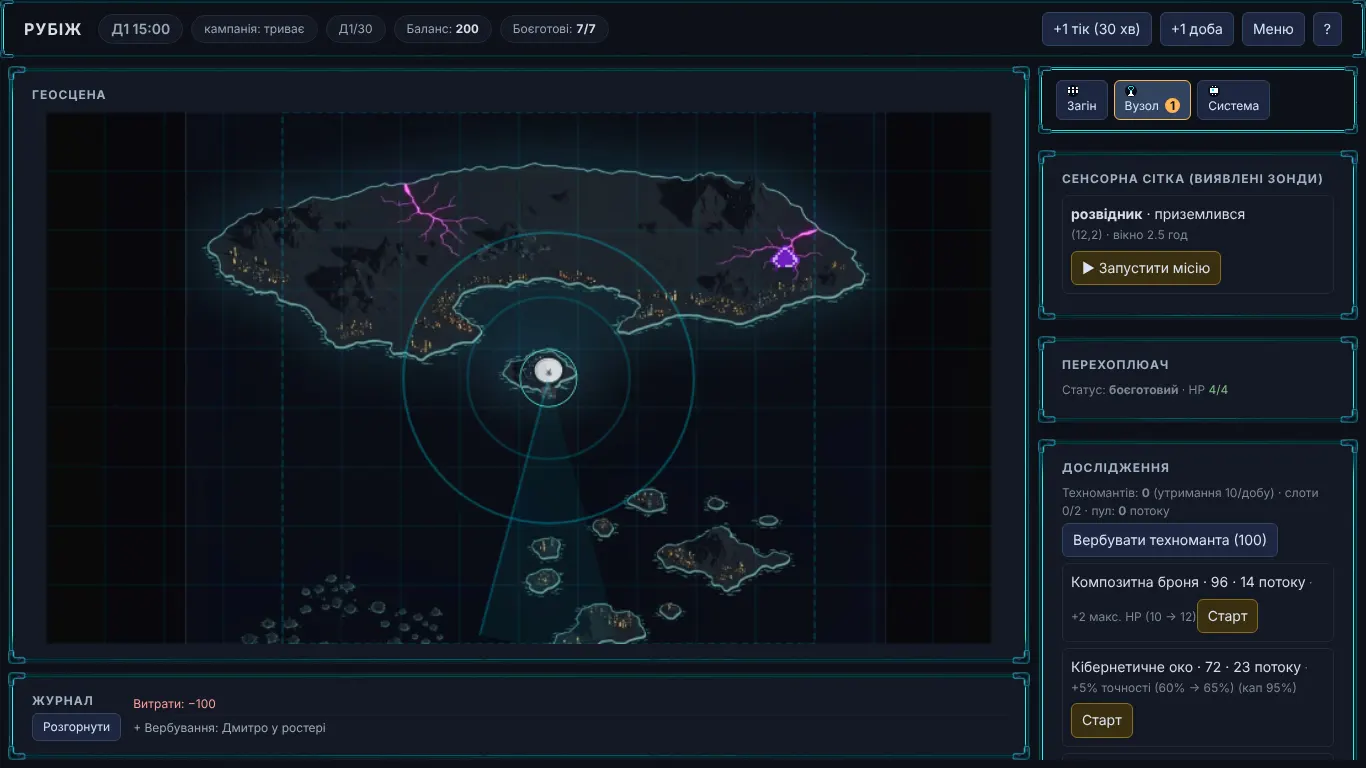 РУБІЖ
Д1 15:00
кампанія: триває
Д1/30
Баланс: 200
Боєготові: 7/7
+1 тік (30 хв)
+1 доба
Меню
?
ГЕОСЦЕНА
Загін
Вузол 1
Система
СЕНСОРНА СІТКА (ВИЯВЛЕНІ ЗОНДИ)
розвідник · приземлився
(12,2) · вікно 2.5 год
▶ Запустити місію
ПЕРЕХОПЛЮВАЧ
Статус: боєготовий · HP 4/4
ДОСЛІДЖЕННЯ
Техномантів: 0 (утримання 10/добу) · слоти
0/2 · пул: 0 потоку
Вербувати техноманта (100)
Композитна броня · 96 · 14 потоку ·
+2 макс. HP (10 → 12) Старт
Кібернетичне око · 72 · 23 потоку ·
+5% точності (60% → 65%) (кап 95%)
Старт
ЖУРНАЛ
Розгорнути
Витрати: −100
+ Вербування: Дмитро у ростері